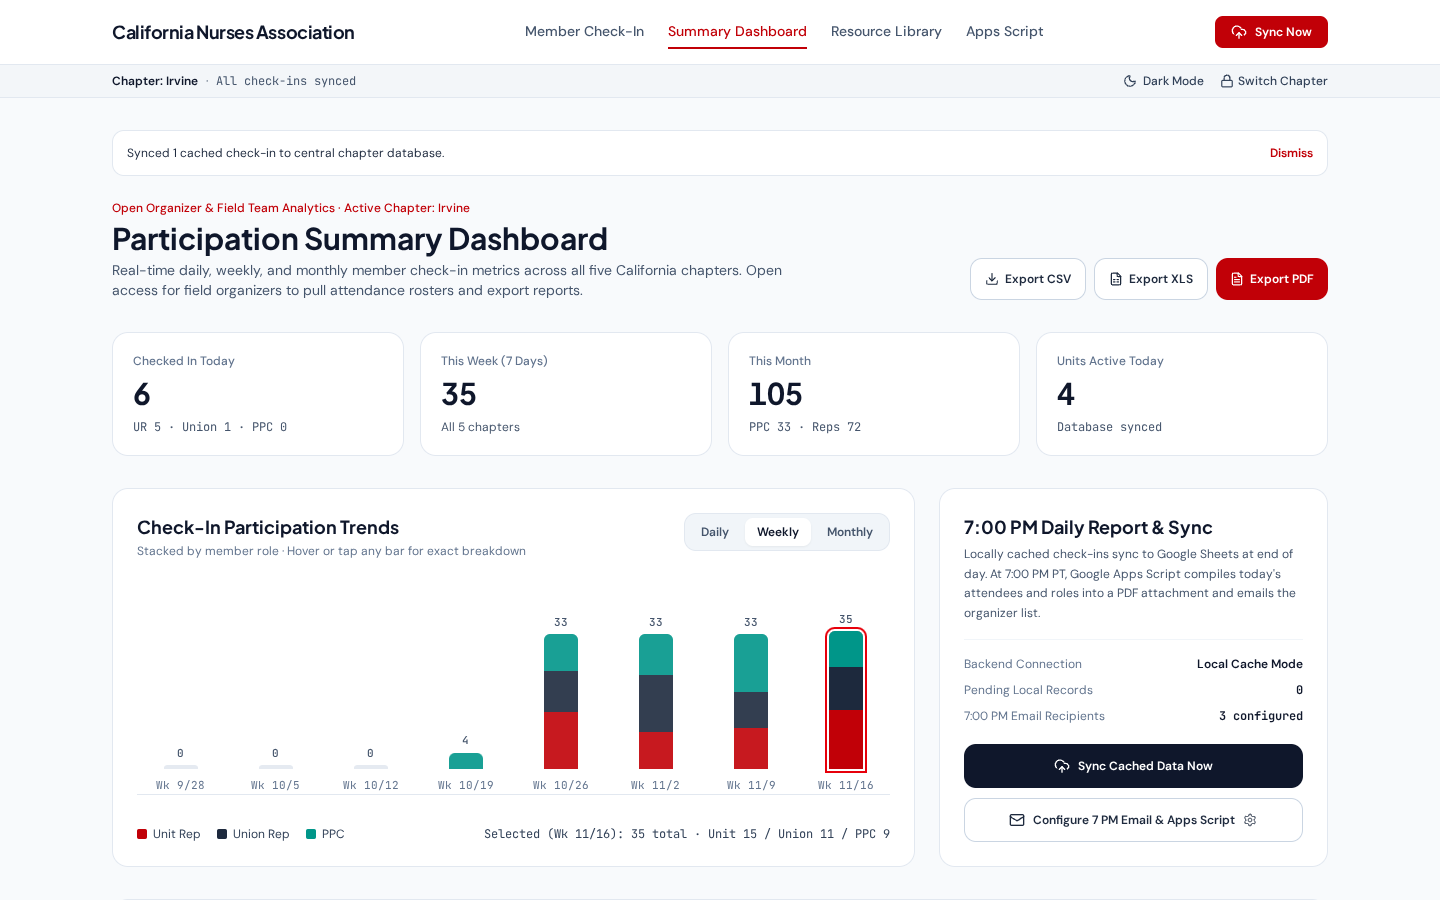 California Nurses Association
Member Check-In
Summary Dashboard
Resource Library
Apps Script
Sync Now
Chapter: Irvine · All check-ins synced
Dark Mode
Switch Chapter
Synced 1 cached check-in to central chapter database.
Dismiss
Open Organizer & Field Team Analytics · Active Chapter: Irvine
Participation Summary Dashboard
Real-time daily, weekly, and monthly member check-in metrics across all five California chapters. Open
access for field organizers to pull attendance rosters and export reports.
Export CSV
Export XLS
Export PDF
Checked In Today
6
UR 5 · Union 1 · PPC 0
This Week (7 Days)
35
All 5 chapters
This Month
105
PPC 33 · Reps 72
Units Active Today
4
Database synced
Check-In Participation Trends
Stacked by member role · Hover or tap any bar for exact breakdown
Daily
Weekly
Monthly
0
0
0
4
33
33
33
35
Wk 9/28
Wk 10/5
Wk 10/12
Wk 10/19
Wk 10/26
Wk 11/2
Wk 11/9
Wk 11/16
Unit Rep
Union Rep
PPC
Selected (Wk 11/16): 35 total · Unit 15 / Union 11 / PPC 9
7:00 PM Daily Report & Sync
Locally cached check-ins sync to Google Sheets at end of
day. At 7:00 PM PT, Google Apps Script compiles today's
attendees and roles into a PDF attachment and emails the
organizer list.
Backend Connection
Local Cache Mode
Pending Local Records
0
7:00 PM Email Recipients
3 configured
Sync Cached Data Now
Configure 7 PM Email & Apps Script